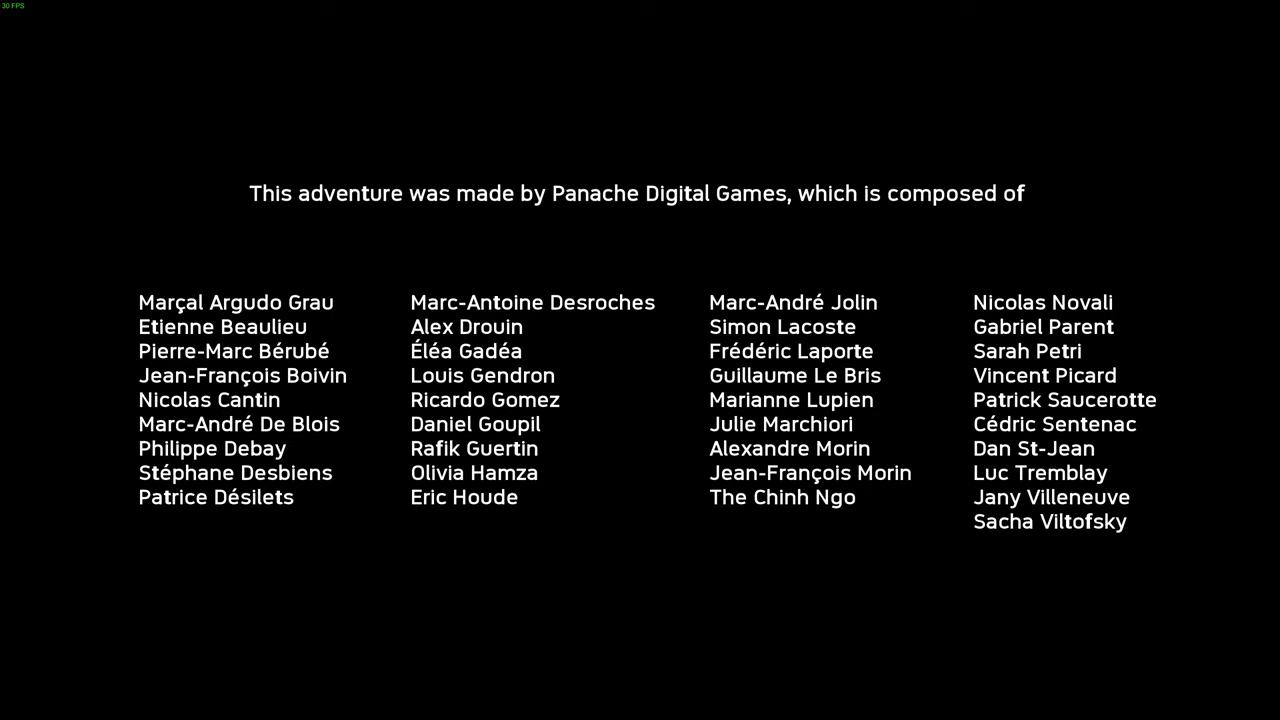 30 FPS
This adventure was made by Panache Digital Games, which is composed of
Marçal Argudo Grau
Etienne Beaulieu
Pierre-Marc Bérubé
Jean-François Boivin
Nicolas Cantin
Marc-André De Blois
Philippe Debay
Stéphane Desbiens
Patrice Désilets
Marc-Antoine Desroches
Alex Drouin
Éléa Gadéa
Louis Gendron
Ricardo Gomez
Daniel Goupil
Rafik Guertin
Olivia Hamza
Eric Houde
Marc-André Jolin
Simon Lacoste
Frédéric Laporte
Guillaume Le Bris
Marianne Lupien
Julie Marchiori
Alexandre Morin
Jean-François Morin
The Chinh Ngo
Nicolas Novali
Gabriel Parent
Sarah Petri
Vincent Picard
Patrick Saucerotte
Cédric Sentenac
Dan St-Jean
Luc Tremblay
Jany Villeneuve
Sacha Viltofsky